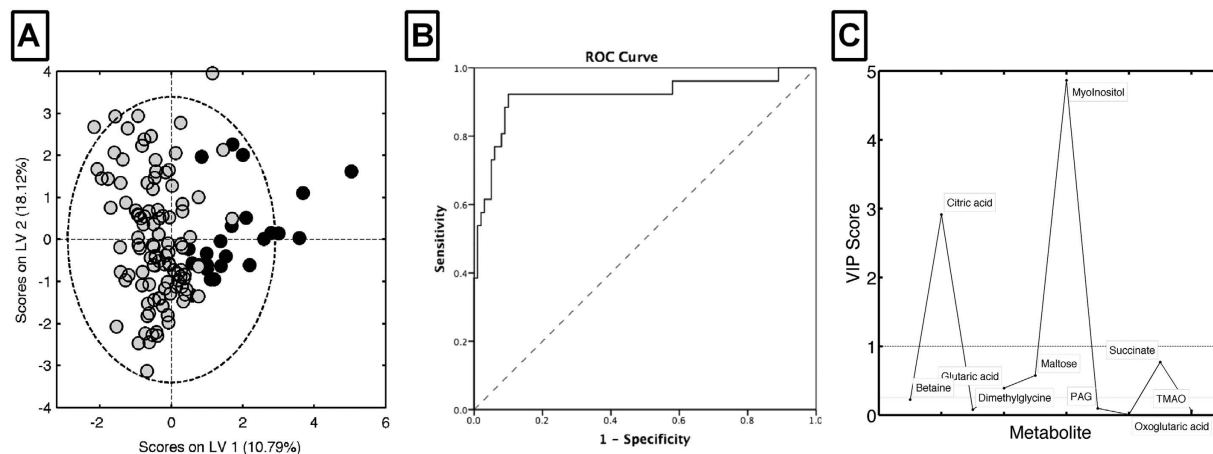 A
4
3
2
1
0
-1
-2
-3
-4
-2
0
2
4
6
Scores on LV 2 (18.12%)
Scores on LV 1 (10.79%)
B
ROC Curve
1.0
0.8
0.6
0.4
0.2
0.0
0.0
0.2
0.4
0.6
0.8
1.0
Sensitivity
1 - Specificity
C
5
4
3
2
1
0
VIP Score
MyoInositol
Citric acid
Succinate
Maltose
Glutaric acid
Betaine
Dimethylglycine
PAG
TMAO
Oxoglutaric acid
Metabolite